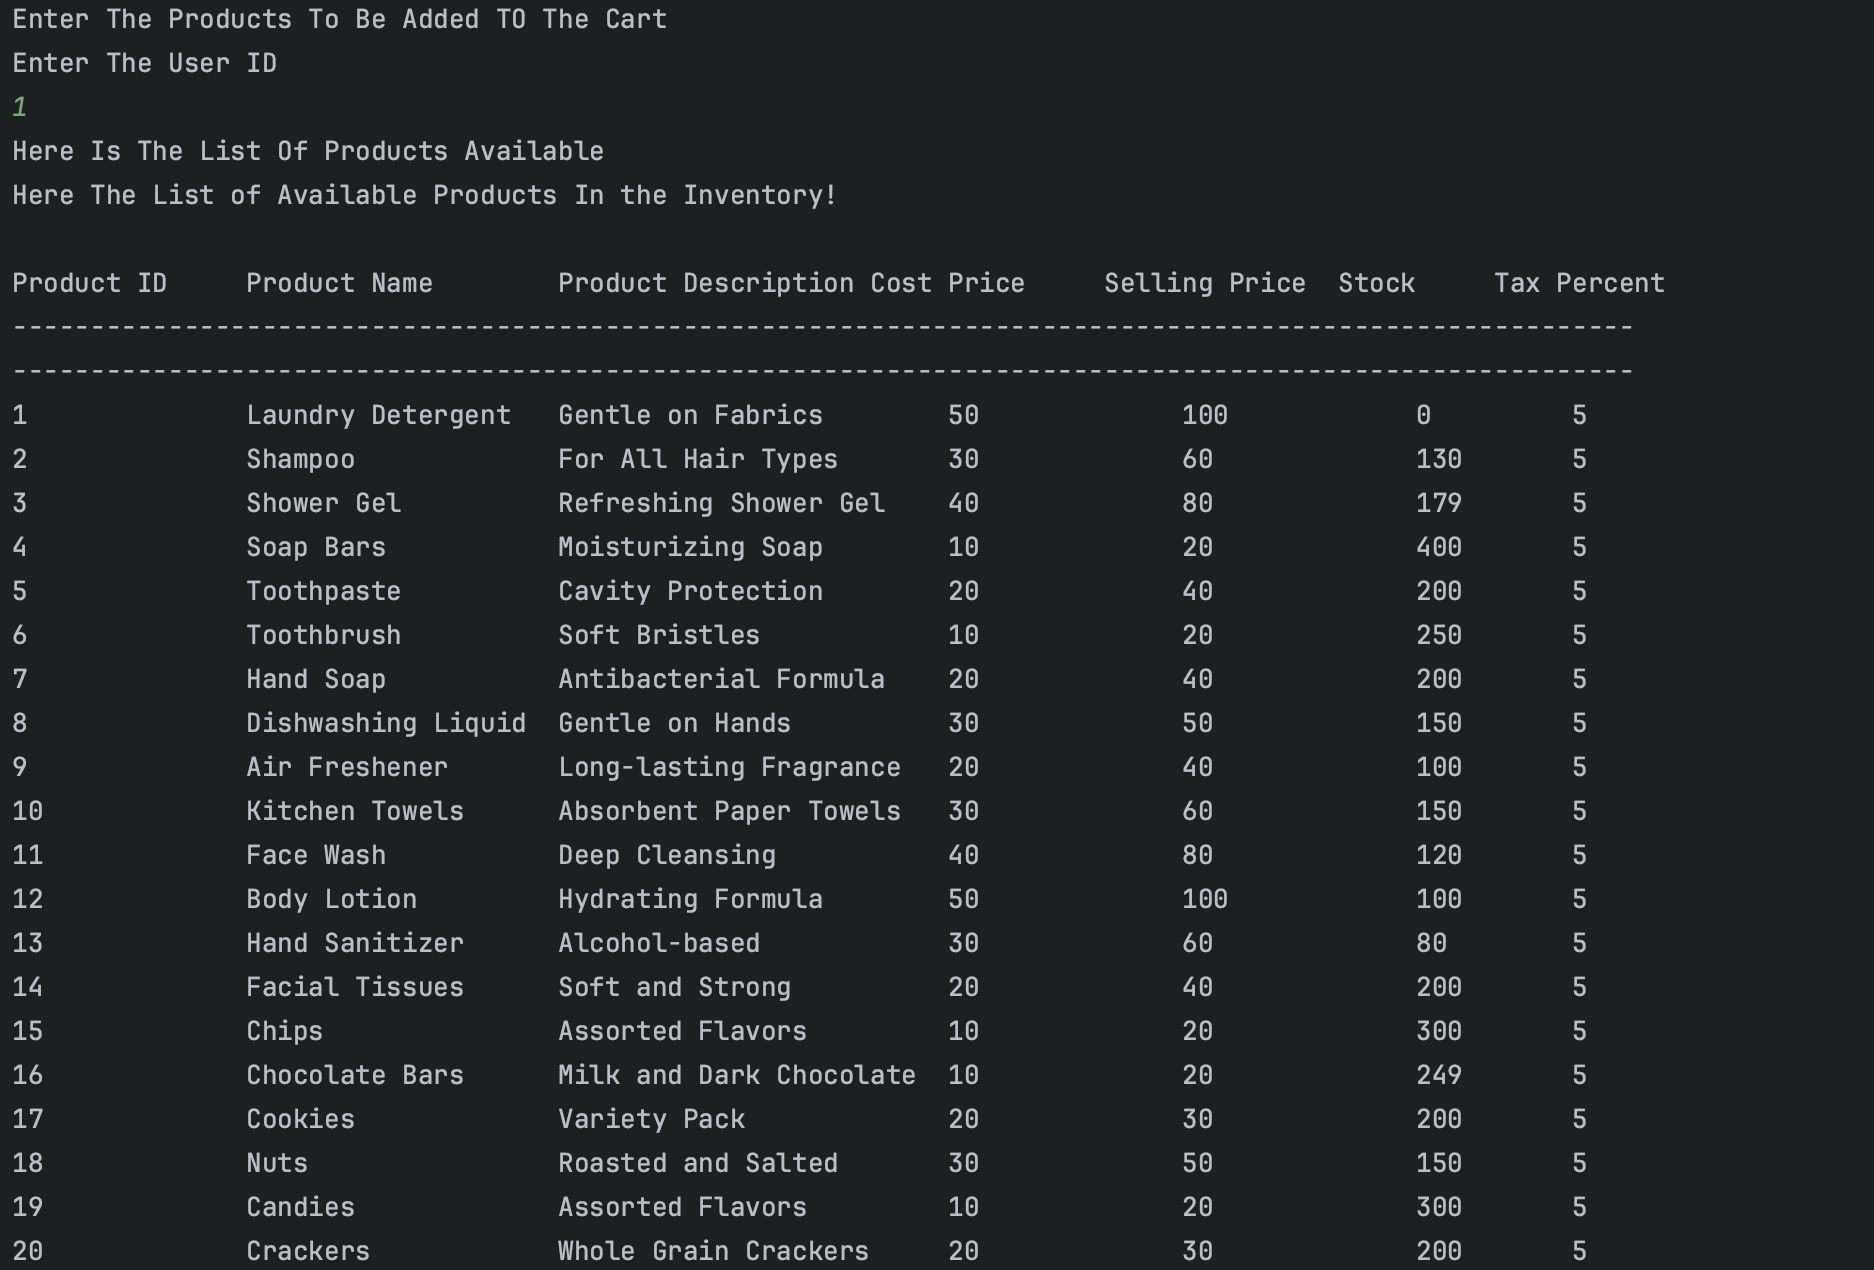 Enter The Products To Be Added TO The Cart
Enter The User ID
1
Here Is The List Of Products Available
Here The List of Available Products In the Inventory!
Product ID     Product Name        Product Description Cost Price     Selling Price  Stock     Tax Percent
--------------------------------------------------------------------------------------------------------
--------------------------------------------------------------------------------------------------------
1              Laundry Detergent   Gentle on Fabrics        50             100            0         5
2              Shampoo             For All Hair Types       30             60             130       5
3              Shower Gel          Refreshing Shower Gel    40             80             179       5
4              Soap Bars           Moisturizing Soap        10             20             400       5
5              Toothpaste          Cavity Protection        20             40             200       5
6              Toothbrush          Soft Bristles            10             20             250       5
7              Hand Soap           Antibacterial Formula    20             40             200       5
8              Dishwashing Liquid  Gentle on Hands          30             50             150       5
9              Air Freshener       Long-lasting Fragrance   20             40             100       5
10             Kitchen Towels      Absorbent Paper Towels   30             60             150       5
11             Face Wash           Deep Cleansing           40             80             120       5
12             Body Lotion         Hydrating Formula        50             100            100       5
13             Hand Sanitizer      Alcohol-based            30             60             80        5
14             Facial Tissues      Soft and Strong          20             40             200       5
15             Chips               Assorted Flavors         10             20             300       5
16             Chocolate Bars      Milk and Dark Chocolate  10             20             249       5
17             Cookies             Variety Pack             20             30             200       5
18             Nuts                Roasted and Salted       30             50             150       5
19             Candies             Assorted Flavors         10             20             300       5
20             Crackers            Whole Grain Crackers     20             30             200       5